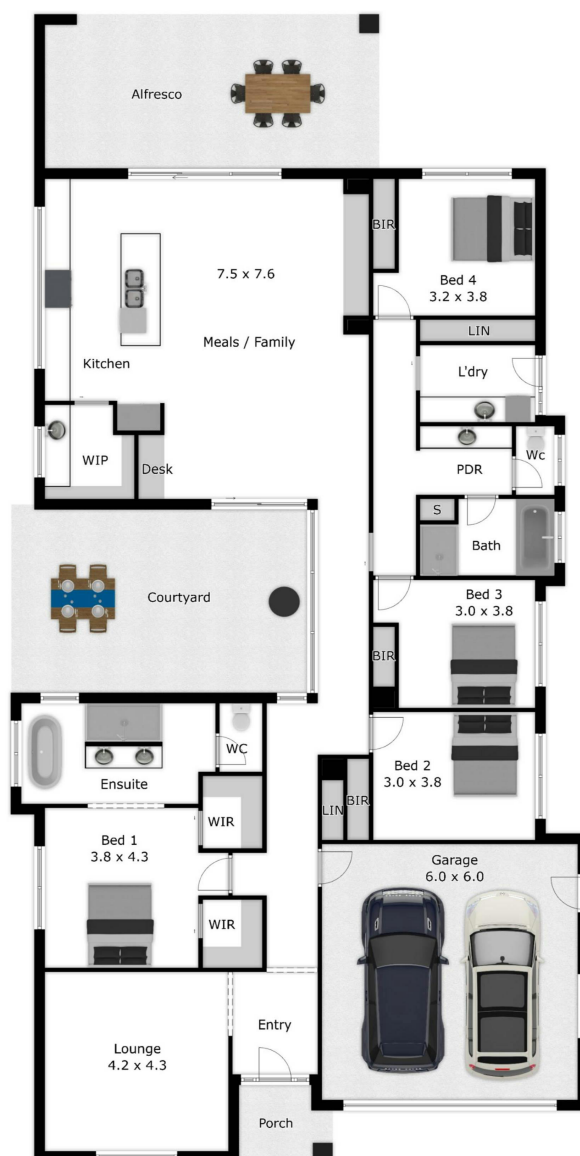 Alfresco
BIR
7.5 x 7.6
Bed 4
3.2 x 3.8
LIN
Meals / Family
Kitchen
L'dry
WIP
Desk
PDR
Wc
S
Bath
Courtyard
Bed 3
3.0 x 3.8
BIR
WC
Ensuite
Bed 2
3.0 x 3.8
LIN
BIR
WIR
Bed 1
3.8 x 4.3
Garage
6.0 x 6.0
WIR
Entry
Lounge
4.2 x 4.3
Porch